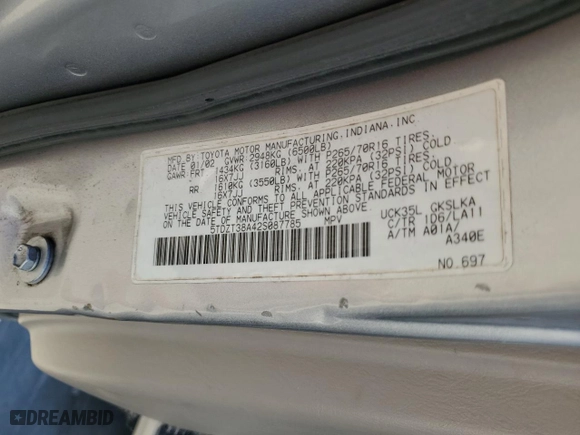 MFD.BY:TOYOTA MOTOR MANUFACTURING.INDIANA.INC.
DATE 01/02 GVWR 2948KG (6500LB)
GAWR FRT 1434KG (3160LB) WITH P265/70R16 TIRES.
16X7JJ RIMS. AT 220KPA (32PSI) COLD
RR 1610KG (3550LB) WITH P265/70R16 TIRES.
16X7JJ RIMS. AT 220KPA (32PSI) COLD
THIS VEHICLE CONFORMS TO ALL APPLICABLE FEDERAL MOTOR
VEHICLE SAFETY AND THEFT PREVENTION STANDARDS IN EFFECT
ON THE DATE OF MANUFACTURE SHOWN ABOVE.
5TDZT38A42S087785 MPV
UCK35L GKSLKA
C/TR 1D6/LA11
A/TM A01A/
A340E
NO.697
DREAMBID